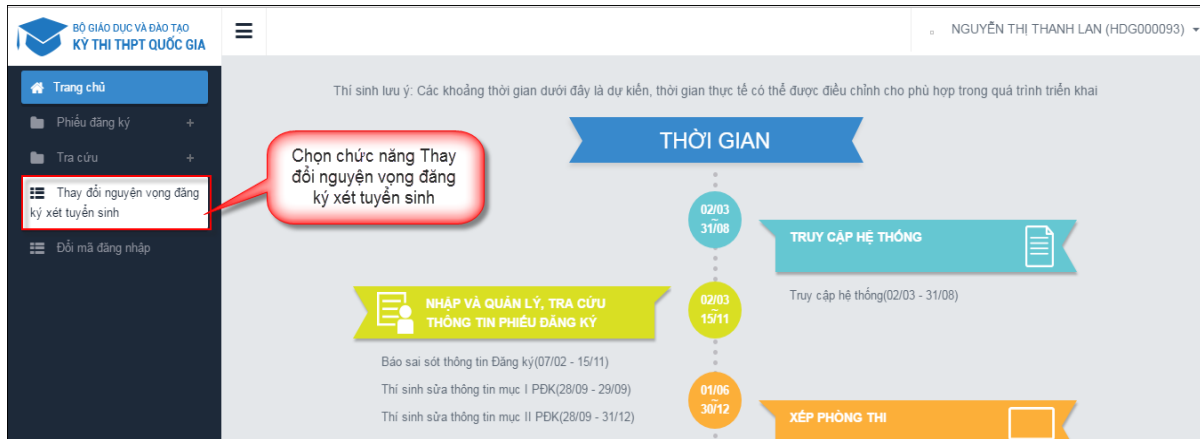 BỘ GIÁO DỤC VÀ ĐÀO TẠO
KỲ THI THPT QUỐC GIA
NGUYỄN THỊ THANH LAN (HDG000093)
Trang chủ
Phiếu đăng ký +
Tra cứu +
Thay đổi nguyện vọng đăng
ký xét tuyển sinh
Đổi mã đăng nhập
Chọn chức năng Thay
đổi nguyện vọng đăng
ký xét tuyển sinh
Thí sinh lưu ý: Các khoảng thời gian dưới đây là dự kiến, thời gian thực tế có thể được điều chỉnh cho phù hợp trong quá trình triển khai
THỜI GIAN
02/03
~
31/08
TRUY CẬP HỆ THỐNG
Truy cập hệ thống(02/03 - 31/08)
NHẬP VÀ QUẢN LÝ, TRA CỨU
THÔNG TIN PHIẾU ĐĂNG KÝ
02/03
~
15/11
Báo sai sót thông tin Đăng ký(07/02 - 15/11)
Thí sinh sửa thông tin mục I PĐK(28/09 - 29/09)
Thí sinh sửa thông tin mục II PĐK(28/09 - 31/12)
01/06
~
30/12
XẾP PHÒNG THI